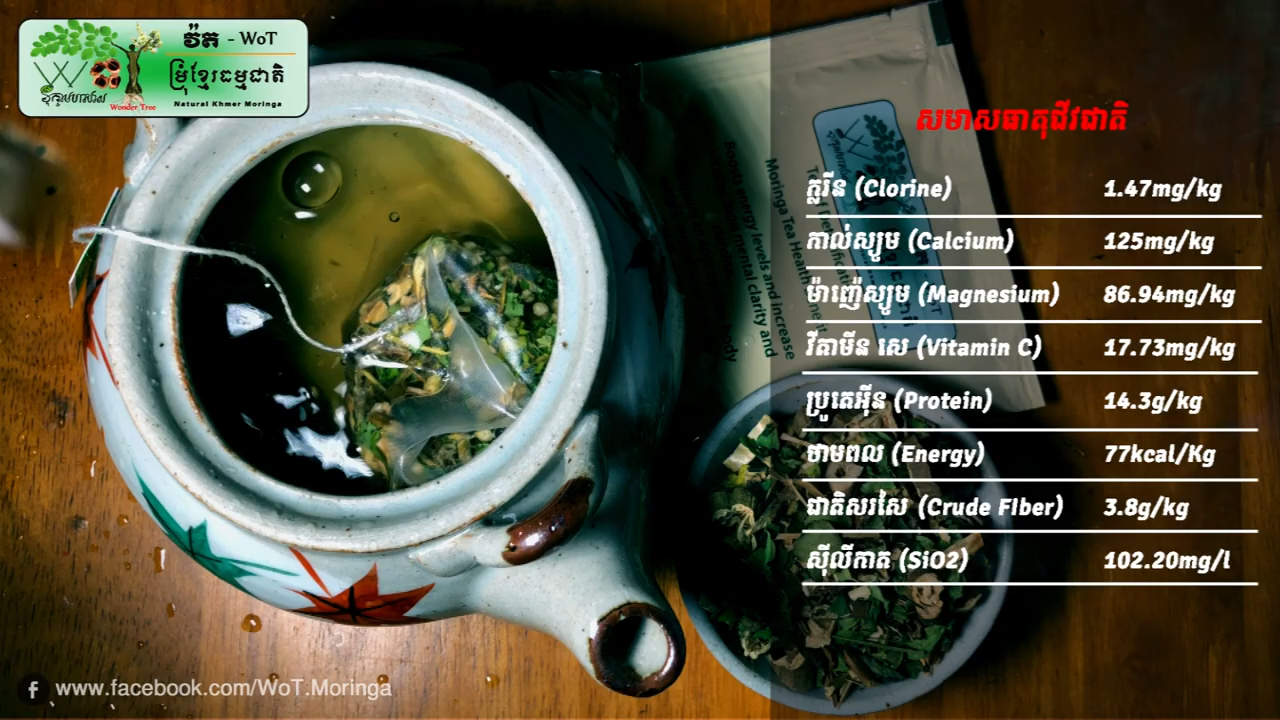 វ៉ត - WoT
ម្រុំខ្មែរធម្មជាតិ
Natural Khmer Moringa
Wonder Tree
សមាសធាតុជីវជាតិ
ក្លរីន (Clorine) 1.47mg/kg
កាល់ស្យូម (Calcium) 125mg/kg
ម៉ាញ៉េស្យូម (Magnesium) 86.94mg/kg
វីតាមីន សេ (Vitamin C) 17.73mg/kg
ប្រូតេអ៊ីន (Protein) 14.3g/kg
ថាមពល (Energy) 77kcal/Kg
ជាតិសរសៃ (Crude FIber) 3.8g/kg
ស៊ីលីកាត (SiO2) 102.20mg/l
Moringa Tea Health
Boost energy levels and increase
mental clarity and
body
www.facebook.com/WoT.Moringa